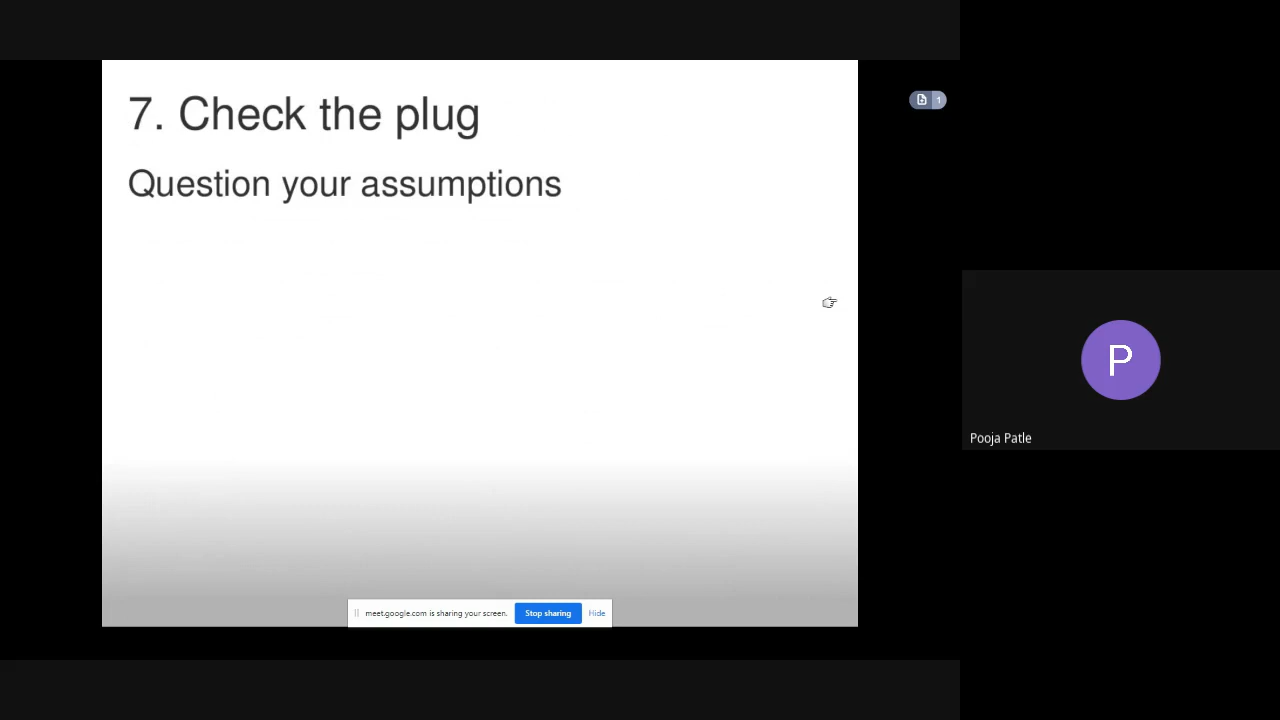 7. Check the plug
Question your assumptions
1
P
Pooja Patle
meet.google.com is sharing your screen.
Stop sharing
Hide